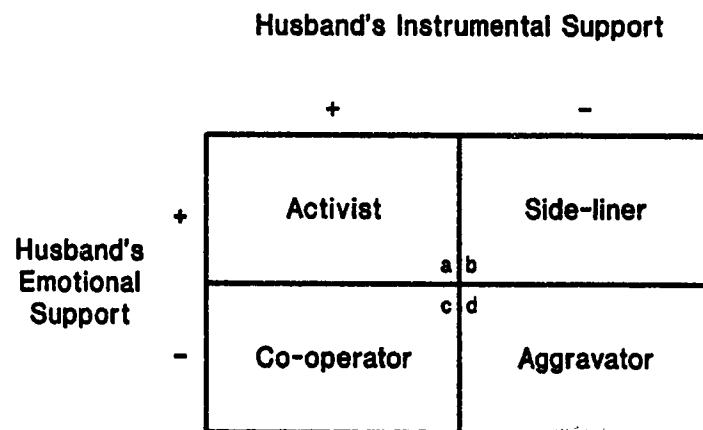 Husband's Instrumental Support
+ -
Activist Side-liner
+
Husband's
Emotional
Support
a b
c d
- Co-operator Aggravator